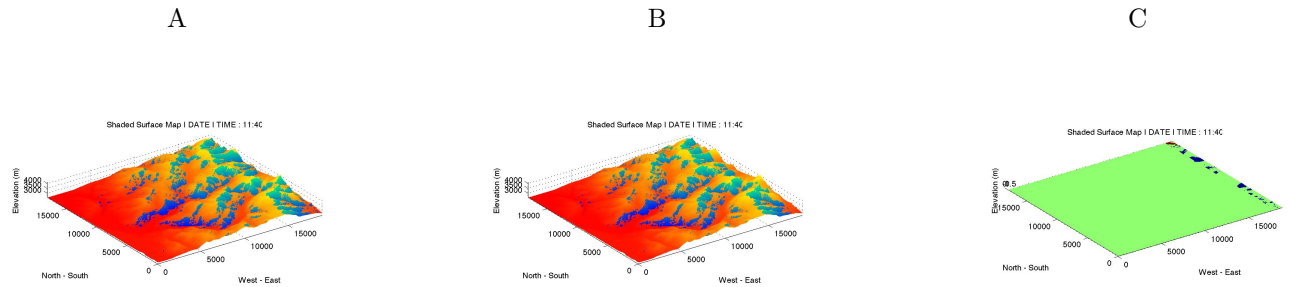 A
B
C
Shaded Surface Map | DATE | TIME : 11:40
Elevation (m)
4000
3000
15000
10000
5000
0
0
5000
10000
15000
North - South
West - East
Shaded Surface Map | DATE | TIME : 11:40
Elevation (m)
4000
3000
15000
10000
5000
0
0
5000
10000
15000
North - South
West - East
Shaded Surface Map | DATE | TIME : 11:40
Elevation (m)
15000
10000
5000
0
0
5000
10000
15000
North - South
West - East